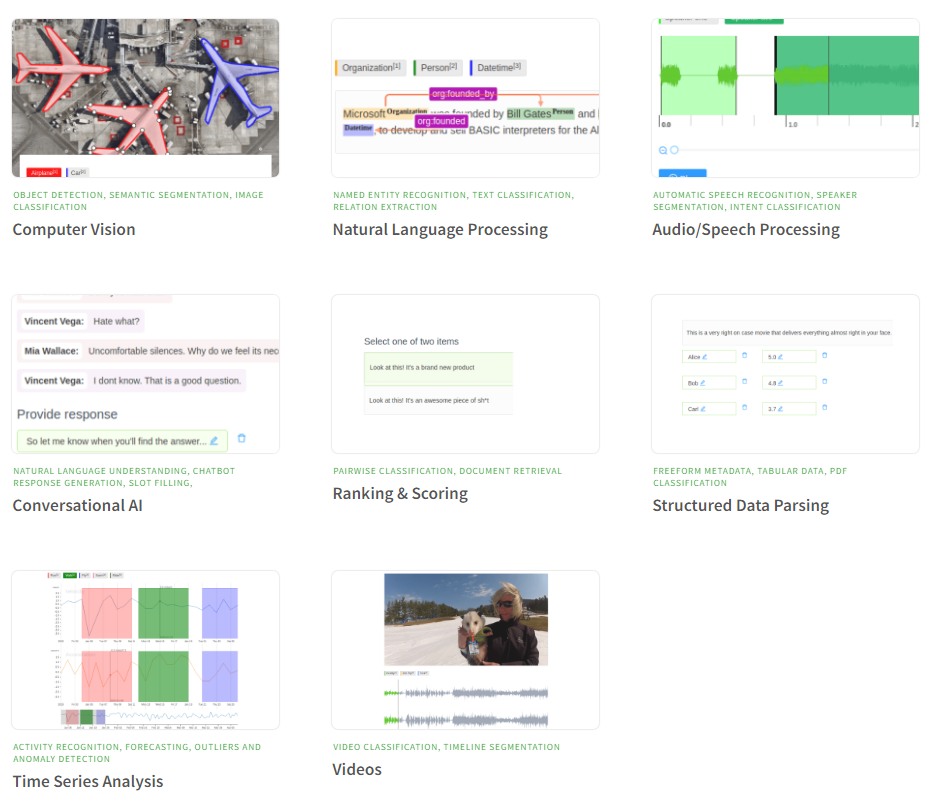 Airplane[1] Car[2]
OBJECT DETECTION, SEMANTIC SEGMENTATION, IMAGE
CLASSIFICATION
Computer Vision
Organization[1] Person[2] Datetime[3]
org:founded_by
Microsoft Organization was founded by Bill Gates Person and
org:founded
Datetime, to develop and sell BASIC interpreters for the Al
NAMED ENTITY RECOGNITION, TEXT CLASSIFICATION,
RELATION EXTRACTION
Natural Language Processing
0.0 1.0 2
AUTOMATIC SPEECH RECOGNITION, SPEAKER
SEGMENTATION, INTENT CLASSIFICATION
Audio/Speech Processing
Vincent Vega: Hate what?
Mia Wallace: Uncomfortable silences. Why do we feel its nec
Vincent Vega: I dont know. That is a good question.
Provide response
So let me know when you'll find the answer...
NATURAL LANGUAGE UNDERSTANDING, CHATBOT
RESPONSE GENERATION, SLOT FILLING,
Conversational AI
Select one of two items
Look at this! It's a brand new product
Look at this! It's an awesome piece of sh*t
PAIRWISE CLASSIFICATION, DOCUMENT RETRIEVAL
Ranking & Scoring
This is a very right on case movie that delivers everything almost right in your face.
Alice 5.0
Bob 4.8
Carl 3.7
FREEFORM METADATA, TABULAR DATA, PDF
CLASSIFICATION
Structured Data Parsing
ACTIVITY RECOGNITION, FORECASTING, OUTLIERS AND
ANOMALY DETECTION
Time Series Analysis
VIDEO CLASSIFICATION, TIMELINE SEGMENTATION
Videos